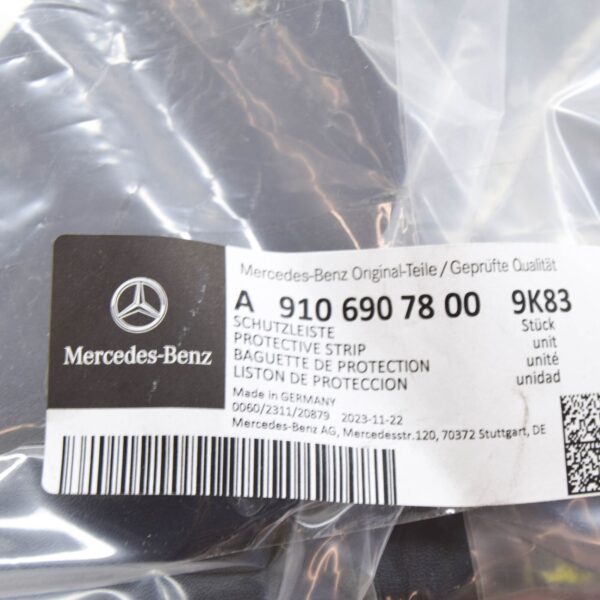 Mercedes-Benz Original-Teile / Geprüfte Qualität
A 910 690 78 00 9K83
SCHUTZLEISTE Stück
PROTECTIVE STRIP unit
BAGUETTE DE PROTECTION unité
LISTON DE PROTECCION unidad
Mercedes-Benz
Made in GERMANY
0060/2311/20879 2023-11-22
Mercedes-Benz AG, Mercedesstr.120, 70372 Stuttgart, DE